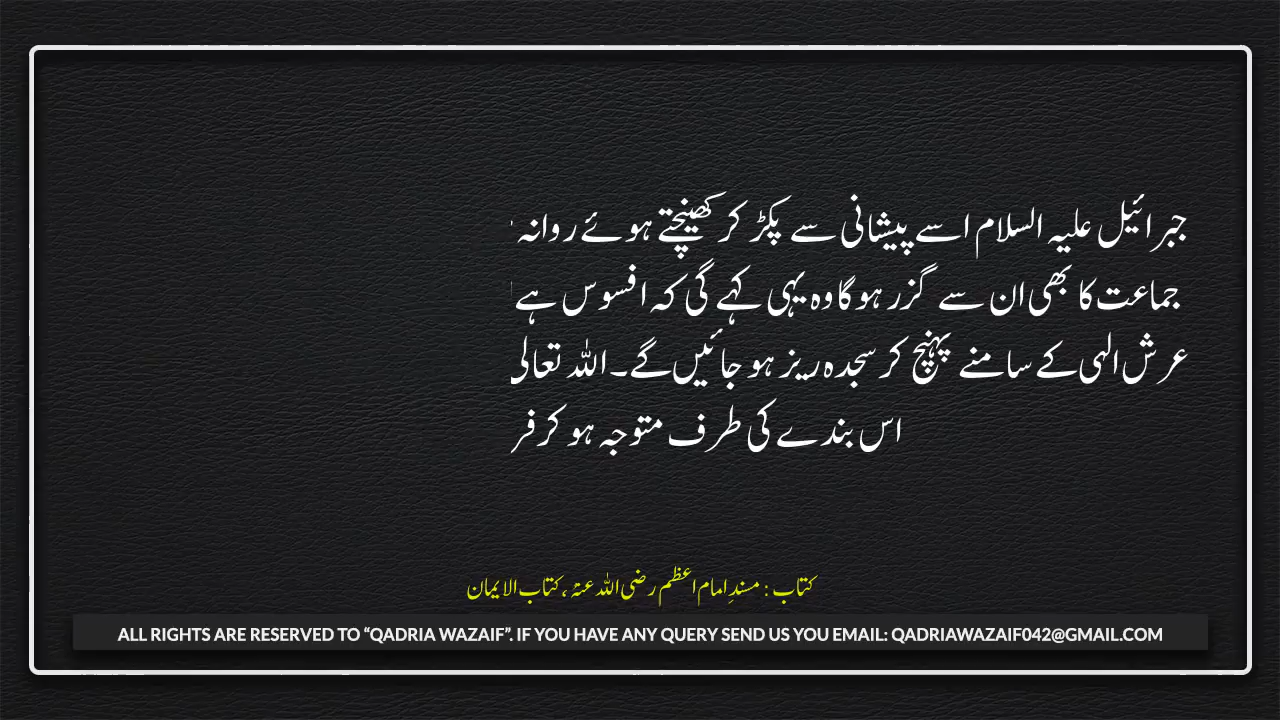 جبرائیل علیہ السلام اسے پیشانی سے پکڑ کر کھینچتے ہوئے روانہ
جماعت کا بھی ان سے گزر ہو گا وہ یہی کہے گی کہ افسوس ہے
عرش الٰہی کے سامنے پہنچ کر سجدہ ریز ہو جائیں گے۔ اللہ تعالی
اس بندے کی طرف متوجہ ہو کر
کتاب : مسندِ امام اعظم رضی اللہ عنہ ، کتاب الایمان
ALL RIGHTS ARE RESERVED TO “QADRIA WAZAIF”. IF YOU HAVE ANY QUERY SEND US YOU EMAIL: QADRIAWAZAIF042@GMAIL.COM